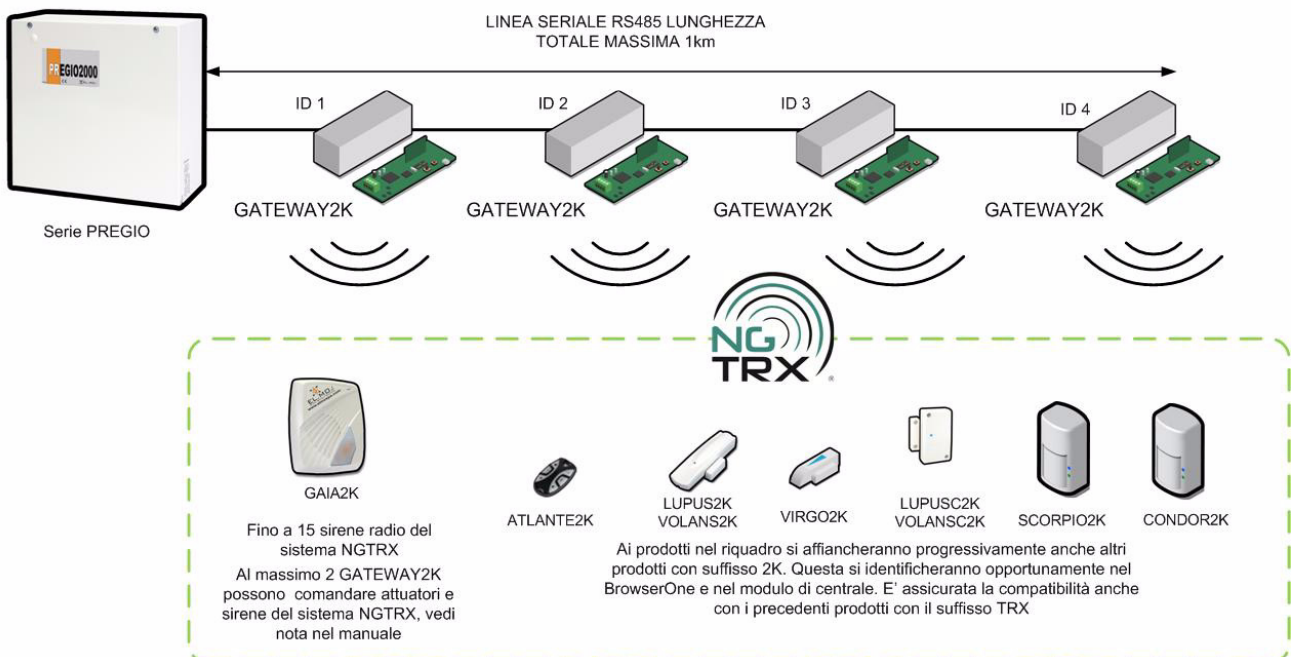 LINEA SERIALE RS485 LUNGHEZZA
TOTALE MASSIMA 1km
PREGIO2000
ID 1
ID 2
ID 3
ID 4
GATEWAY2K
GATEWAY2K
GATEWAY2K
GATEWAY2K
Serie PREGIO
NG
TRX
®
EL.MO.
GAIA2K
ATLANTE2K
LUPUS2K
VOLANS2K
VIRGO2K
LUPUSC2K
VOLANSC2K
SCORPIO2K
CONDOR2K
Fino a 15 sirene radio del
sistema NGTRX
Al massimo 2 GATEWAY2K
possono comandare attuatori e
sirene del sistema NGTRX, vedi
nota nel manuale
Ai prodotti nel riquadro si affiancheranno progressivamente anche altri
prodotti con suffisso 2K. Questa si identificheranno opportunamente nel
BrowserOne e nel modulo di centrale. E' assicurata la compatibilità anche
con i precedenti prodotti con il suffisso TRX